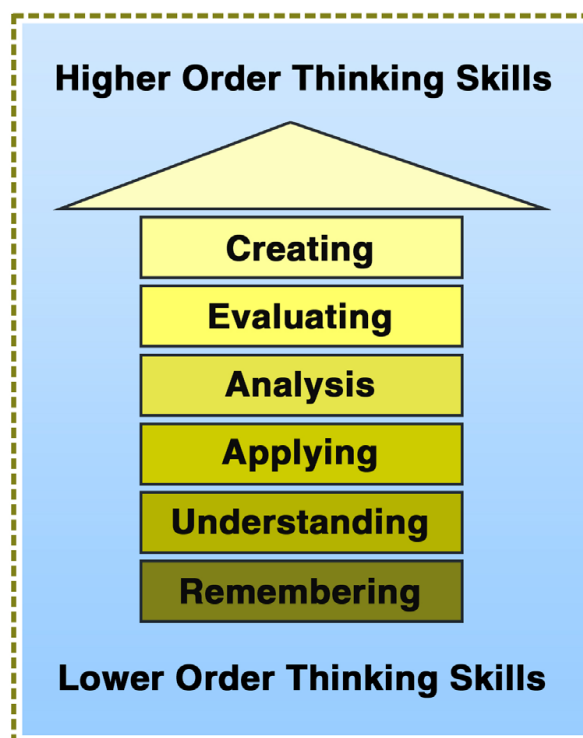 Higher Order Thinking Skills
Creating
Evaluating
Analysis
Applying
Understanding
Remembering
Lower Order Thinking Skills